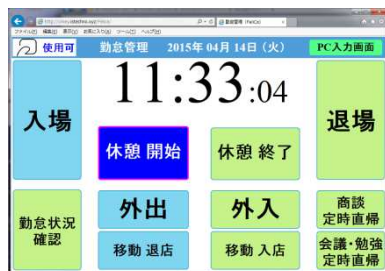 使用可 勤怠管理 2015年 04月 14日（火） PC入力画面
11:33:04
入場
退場
休憩 開始
休憩 終了
勤怠状況
確認
外出
外入
商談
定時直帰
移動 退店
移動 入店
会議・勉強
定時直帰